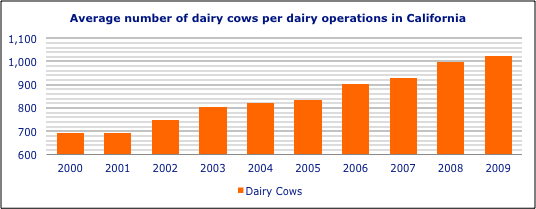 Average number of dairy cows per dairy operations in California
1,100
1,000
900
800
700
600
2000 2001 2002 2003 2004 2005 2006 2007 2008 2009
Dairy Cows